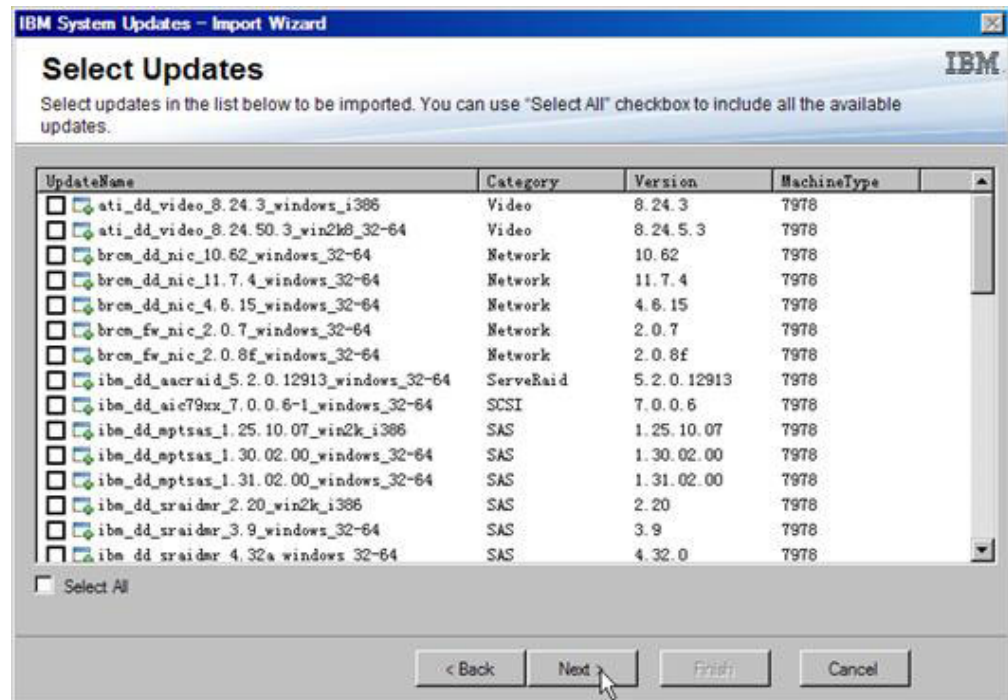 IBM System Updates – Import Wizard
Select Updates
IBM
Select updates in the list below to be imported. You can use "Select All" checkbox to include all the available
updates.
UpdateName Category Version MachineType
ati_dd_video_8.24.3_windows_i386 Video 8.24.3 7978
ati_dd_video_8.24.50.3_win2k8_32-64 Video 8.24.5.3 7978
brcm_dd_nic_10.62_windows_32-64 Network 10.62 7978
brcm_dd_nic_11.7.4_windows_32-64 Network 11.7.4 7978
brcm_dd_nic_4.6.15_windows_32-64 Network 4.6.15 7978
brcm_fw_nic_2.0.7_windows_32-64 Network 2.0.7 7978
brcm_fw_nic_2.0.8f_windows_32-64 Network 2.0.8f 7978
ibm_dd_aacraid_5.2.0.12913_windows_32-64 ServeRaid 5.2.0.12913 7978
ibm_dd_aic79xx_7.0.0.6-1_windows_32-64 SCSI 7.0.0.6 7978
ibm_dd_mptsas_1.25.10.07_win2k_i386 SAS 1.25.10.07 7978
ibm_dd_mptsas_1.30.02.00_windows_32-64 SAS 1.30.02.00 7978
ibm_dd_mptsas_1.31.02.00_windows_32-64 SAS 1.31.02.00 7978
ibm_dd_sraidmr_2.20_win2k_i386 SAS 2.20 7978
ibm_dd_sraidmr_3.9_windows_32-64 SAS 3.9 7978
ibm_dd_sraidmr_4.32a_windows_32-64 SAS 4.32.0 7978
Select All
< Back Next > Finish Cancel